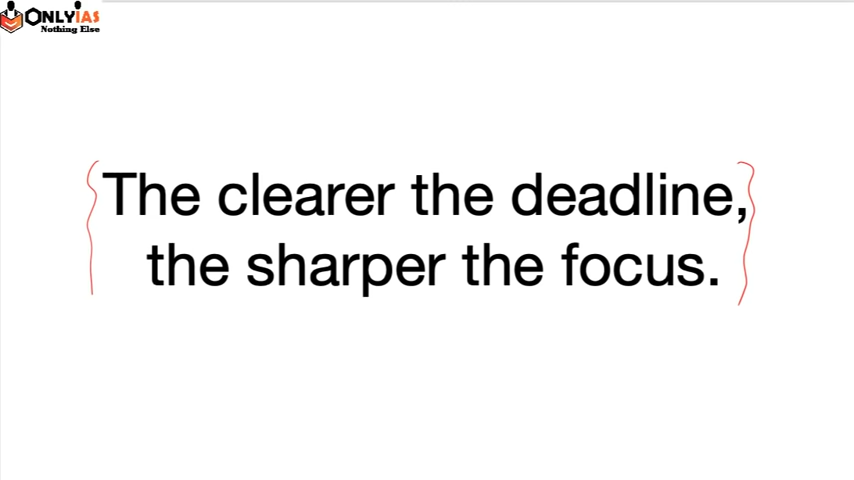 ONLYIAS
Nothing Else
The clearer the deadline,
the sharper the focus.